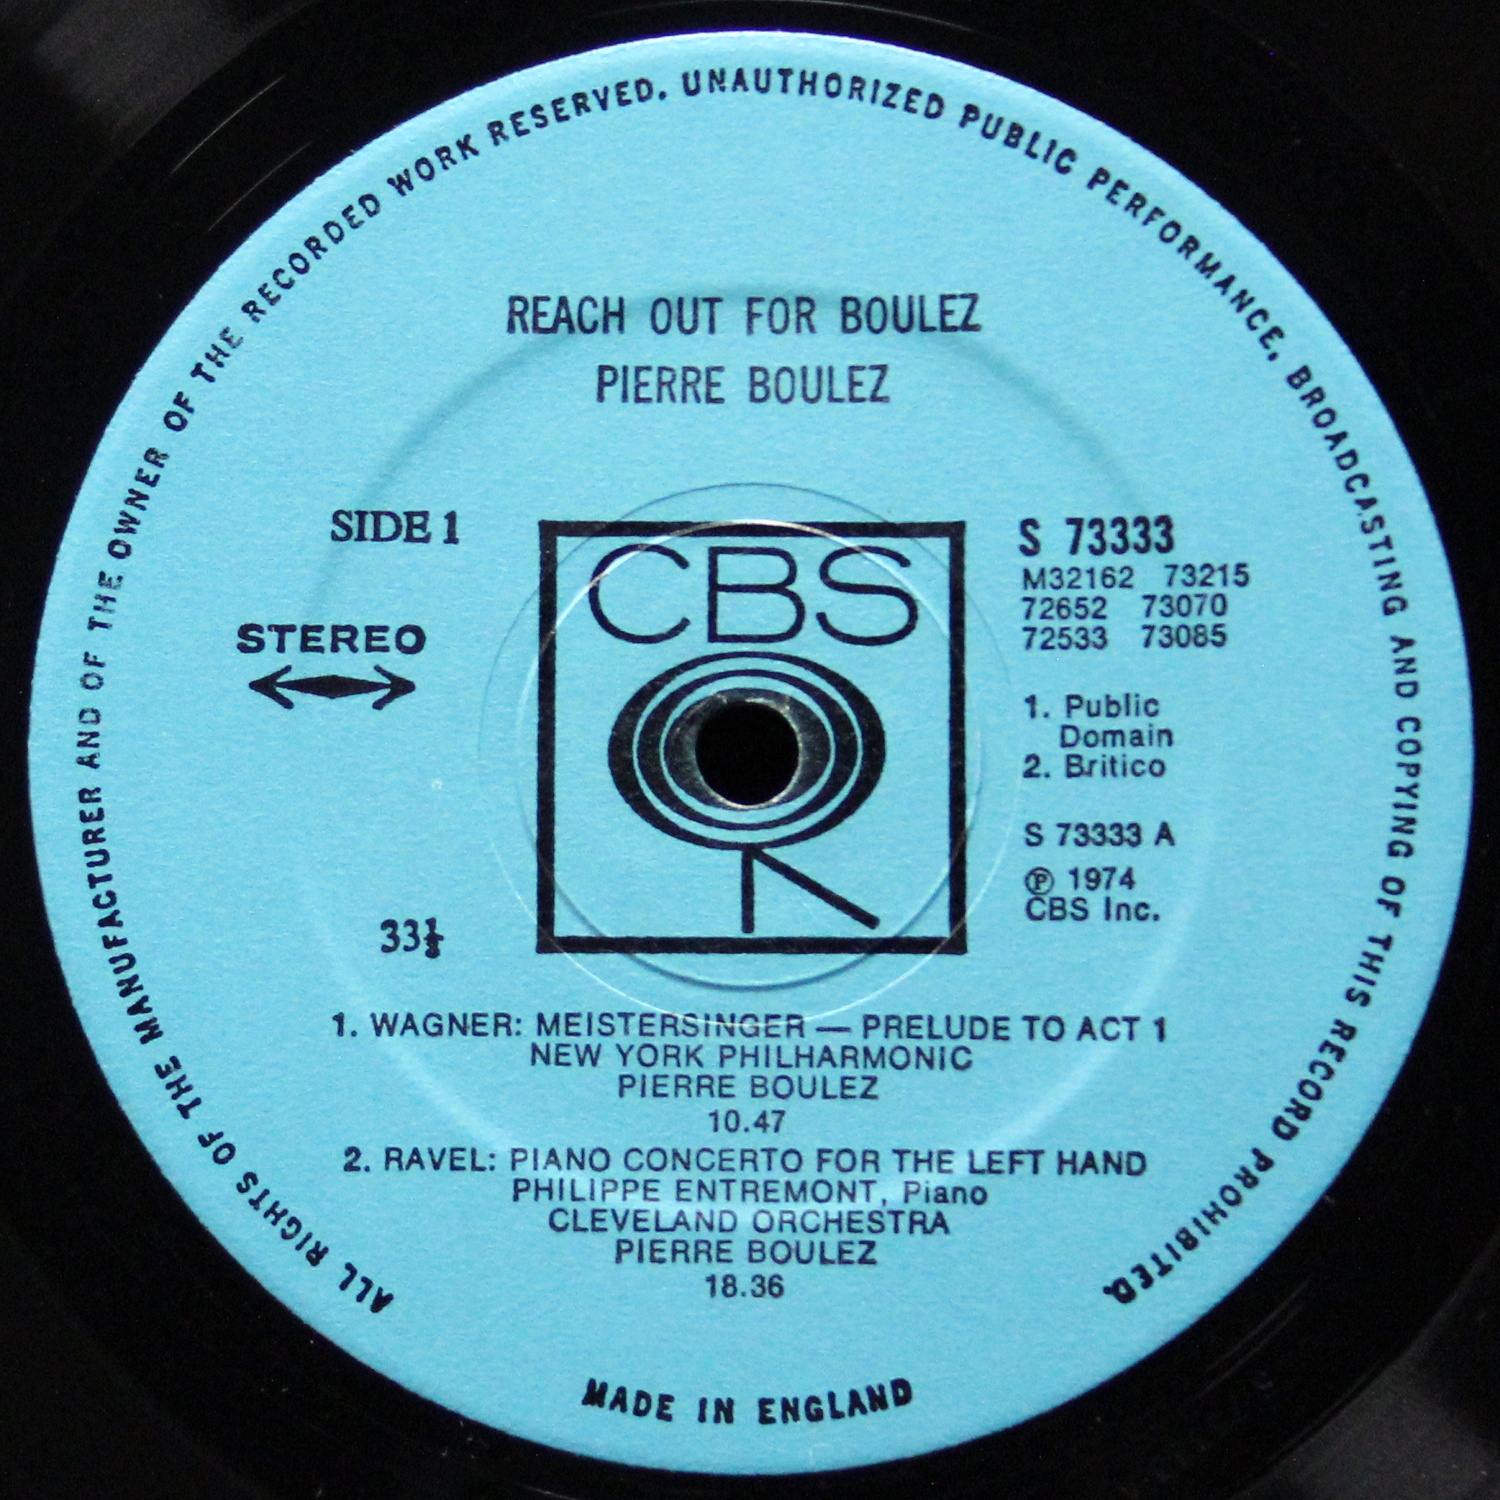 ALL RIGHTS OF THE MANUFACTURER AND OF THE OWNER OF THE RECORDED WORK RESERVED. UNAUTHORIZED PUBLIC PERFORMANCE, BROADCASTING AND COPYING OF THIS RECORD PROHIBITED.
REACH OUT FOR BOULEZ
PIERRE BOULEZ
SIDE 1
STEREO
33⅓
CBS
S 73333
M32162 73215
72652 73070
72533 73085
1. Public
Domain
2. Britico
S 73333 A
℗ 1974
CBS Inc.
1. WAGNER: MEISTERSINGER — PRELUDE TO ACT 1
NEW YORK PHILHARMONIC
PIERRE BOULEZ
10.47
2. RAVEL: PIANO CONCERTO FOR THE LEFT HAND
PHILIPPE ENTREMONT, Piano
CLEVELAND ORCHESTRA
PIERRE BOULEZ
18.36
MADE IN ENGLAND